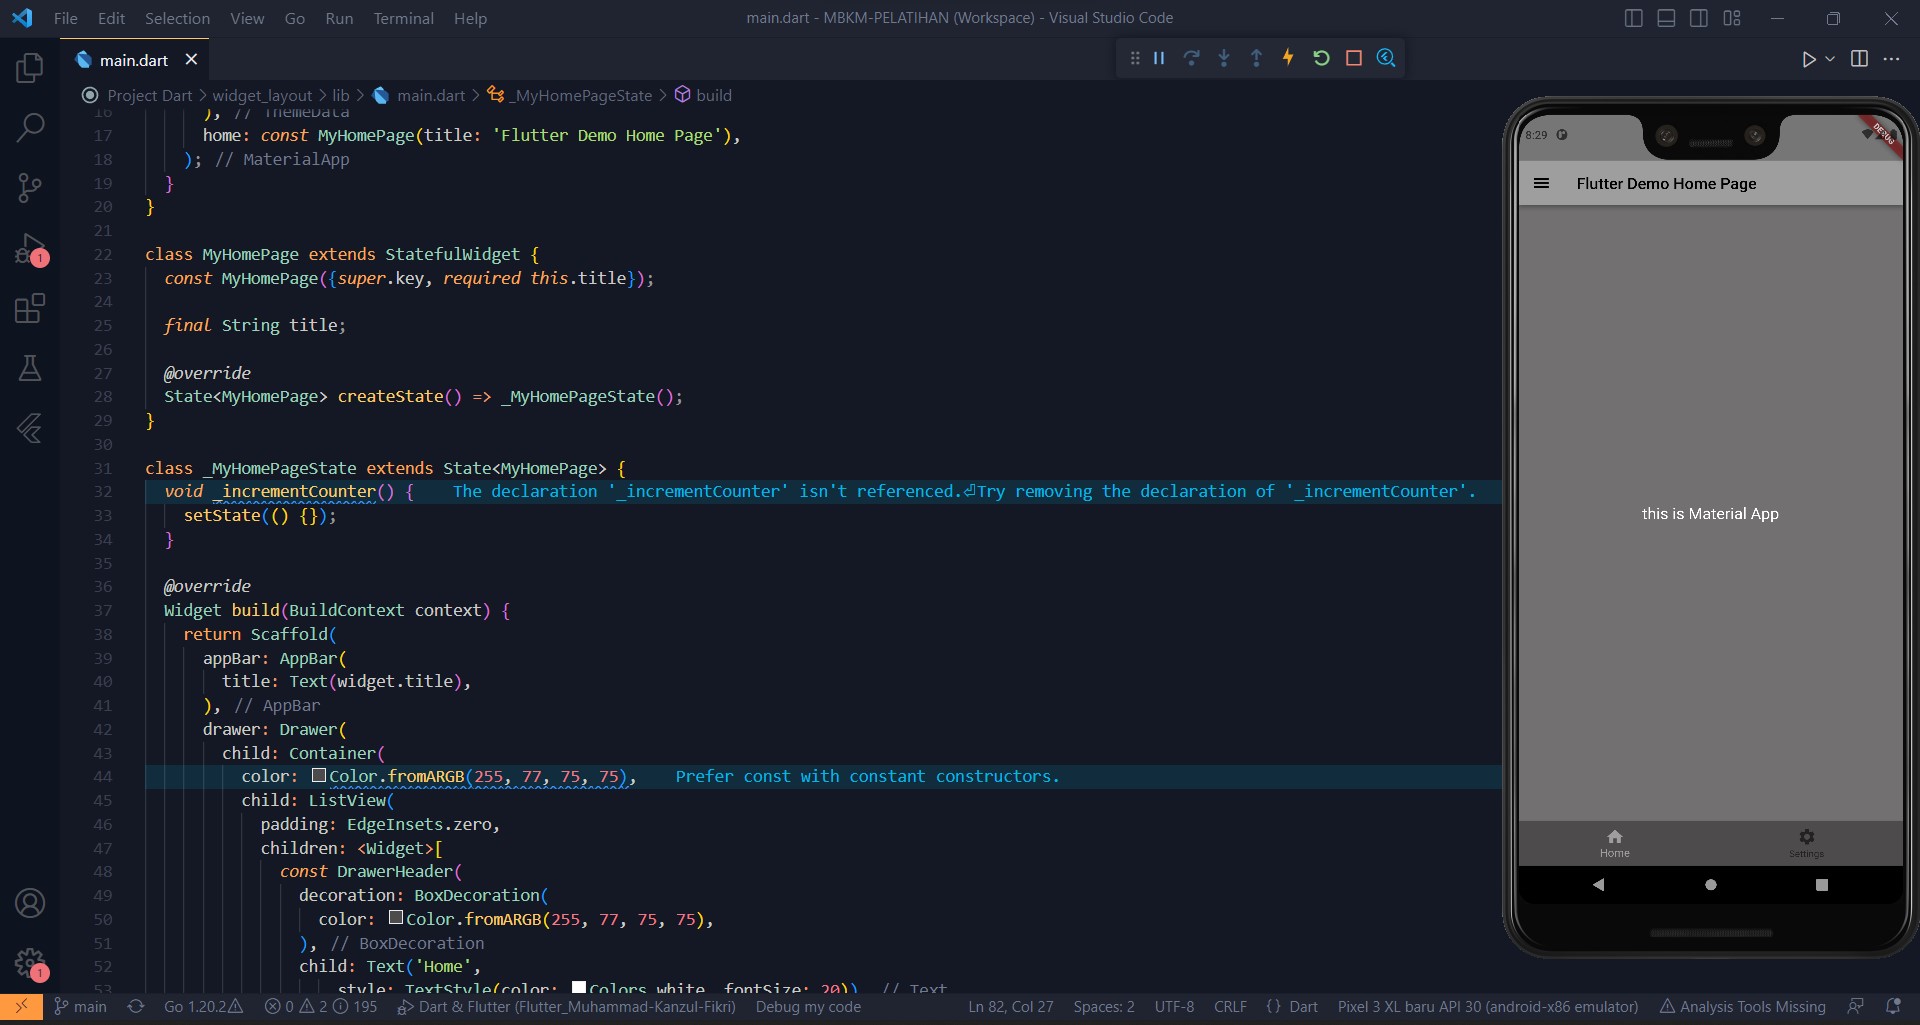 File Edit Selection View Go Run Terminal Help
main.dart - MBKM-PELATIHAN (Workspace) - Visual Studio Code
main.dart
Project Dart > widget_layout > lib > main.dart > _MyHomePageState > build
16 ), // ThemeData
17 home: const MyHomePage(title: 'Flutter Demo Home Page'),
18 ); // MaterialApp
19 }
20 }
21
22 class MyHomePage extends StatefulWidget {
23 const MyHomePage({super.key, required this.title});
24
25 final String title;
26
27 @override
28 State<MyHomePage> createState() => _MyHomePageState();
29 }
30
31 class _MyHomePageState extends State<MyHomePage> {
32 void _incrementCounter() { The declaration '_incrementCounter' isn't referenced.⏎Try removing the declaration of '_incrementCounter'.
33 setState(() {});
34 }
35
36 @override
37 Widget build(BuildContext context) {
38 return Scaffold(
39 appBar: AppBar(
40 title: Text(widget.title),
41 ), // AppBar
42 drawer: Drawer(
43 child: Container(
44 color: Color.fromARGB(255, 77, 75, 75), Prefer const with constant constructors.
45 child: ListView(
46 padding: EdgeInsets.zero,
47 children: <Widget>[
48 const DrawerHeader(
49 decoration: BoxDecoration(
50 color: Color.fromARGB(255, 77, 75, 75),
51 ), // BoxDecoration
52 child: Text('Home',
53 style: TextStyle(color: Colors.white, fontSize: 20)), // Text
8:29
DEBUG
Flutter Demo Home Page
this is Material App
Home Settings
1
1
main Go 1.20.2 0 2 195 Dart & Flutter (Flutter_Muhammad-Kanzul-Fikri) Debug my code Ln 82, Col 27 Spaces: 2 UTF-8 CRLF {} Dart Pixel 3 XL baru API 30 (android-x86 emulator) Analysis Tools Missing